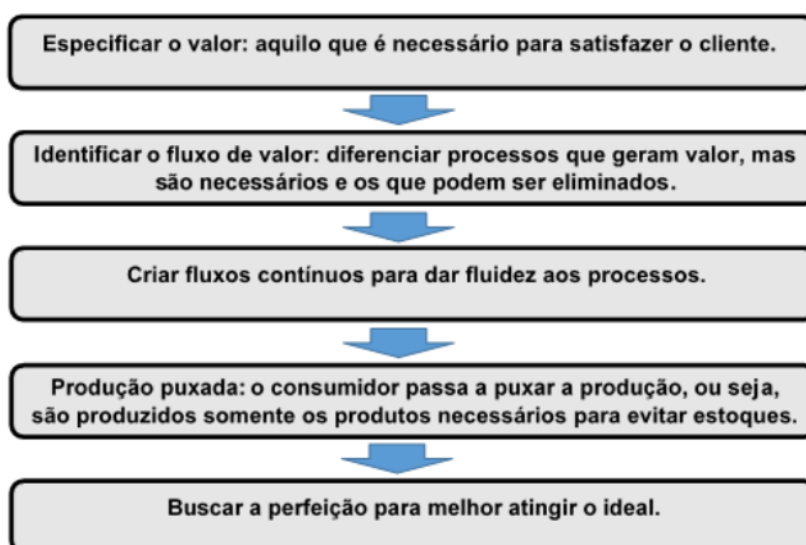 Especificar o valor: aquilo que é necessário para satisfazer o cliente.
Identificar o fluxo de valor: diferenciar processos que geram valor, mas
são necessários e os que podem ser eliminados.
Criar fluxos contínuos para dar fluidez aos processos.
Produção puxada: o consumidor passa a puxar a produção, ou seja,
são produzidos somente os produtos necessários para evitar estoques.
Buscar a perfeição para melhor atingir o ideal.